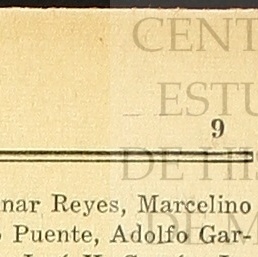 CENT
ESTU
9
DE HIS
nar Reyes, Marcelino
Puente, Adolfo Gar-
DE M